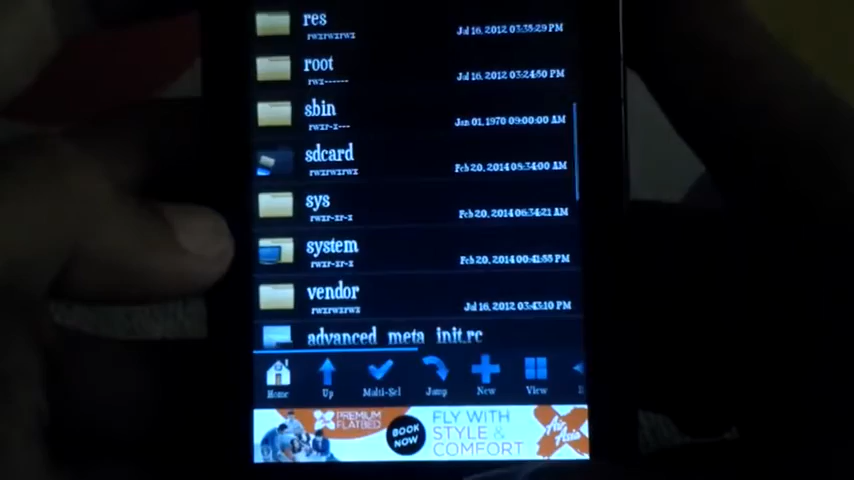 res
rwxrwxrwx
Jul 16, 2012 03:35:29 PM
root
rwx------
Jul 16, 2012 03:24:50 PM
sbin
rwxr-x---
Jan 01, 1970 09:00:00 AM
sdcard
rwxrwxrwx
Feb 20, 2014 08:34:00 AM
sys
rwxr-xr-x
Feb 20, 2014 06:34:21 AM
system
rwxr-xr-x
Feb 20, 2014 00:41:55 PM
vendor
rwxrwxrwx
Jul 16, 2012 03:43:10 PM
advanced_meta_init.rc
Home Up Multi-Sel Jump New View
PREMIUM
FLATBED
BOOK
NOW
FLY WITH
STYLE &
COMFORT
Air
Asia